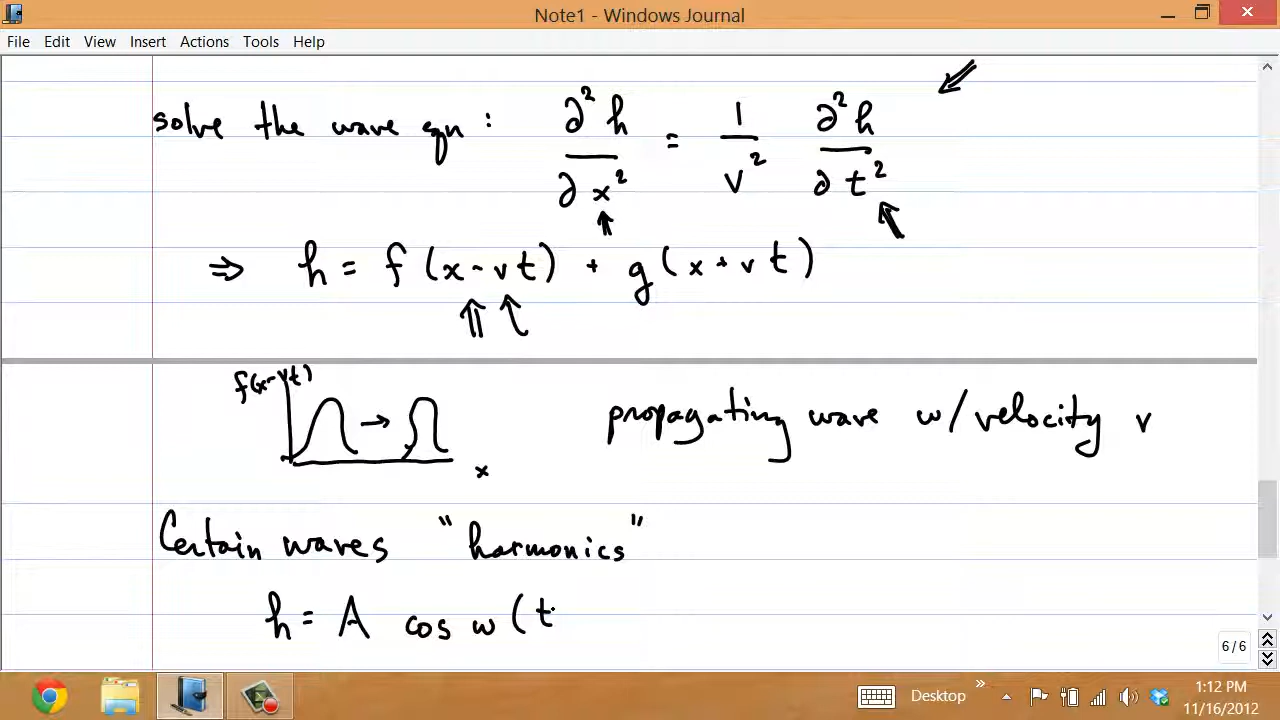 Note1 - Windows Journal
File Edit View Insert Actions Tools Help
solve the wave eqn : ∂²h/∂x² = 1/v² ∂²h/∂t²
⇒ h = f(x-vt) + g(x+vt)
f(x-vt)
x
propagating wave w/velocity v
Certain waves "harmonics"
h = A cos w (t
6/6
Desktop
1:12 PM
11/16/2012